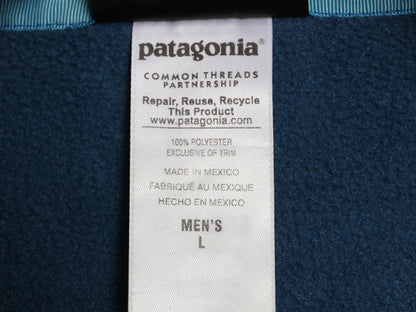 patagonia®
COMMON THREADS
PARTNERSHIP
Repair, Reuse, Recycle
This Product
www.patagonia.com
100% POLYESTER
EXCLUSIVE OF TRIM
MADE IN MEXICO
FABRIQUÉ AU MEXIQUE
HECHO EN MEXICO
MEN'S
L